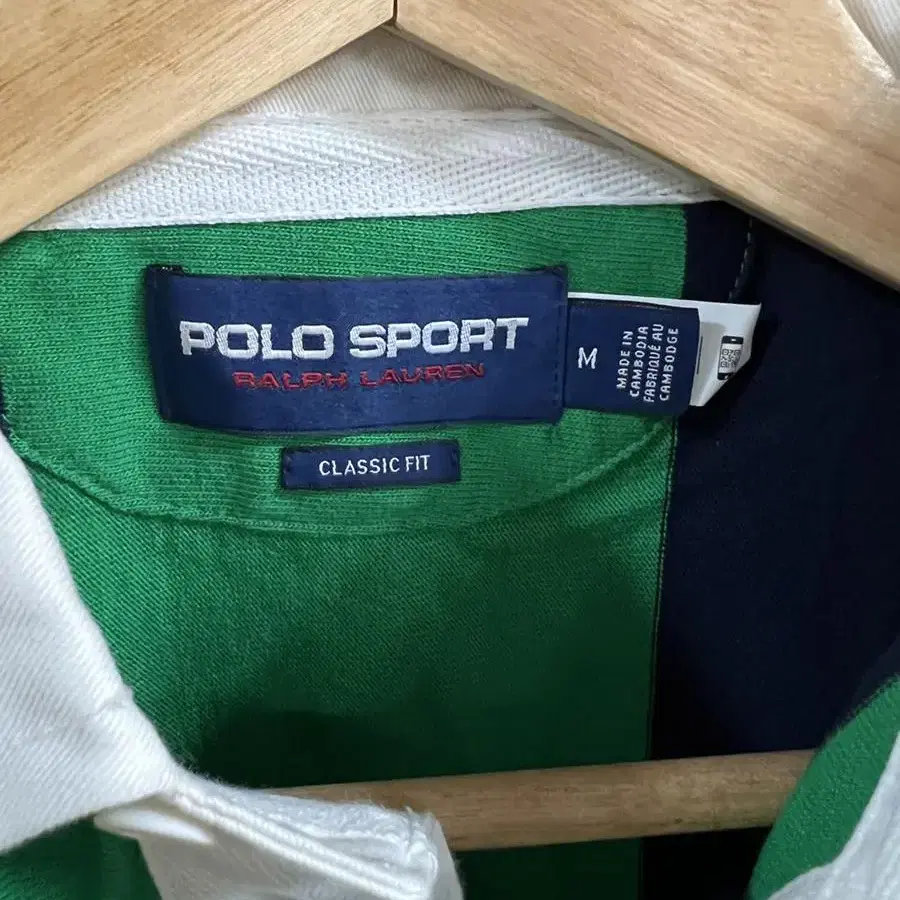 POLO SPORT
RALPH LAUREN
M
MADE IN
CAMBODIA
FABRIQUÉ AU
CAMBODGE
CLASSIC FIT